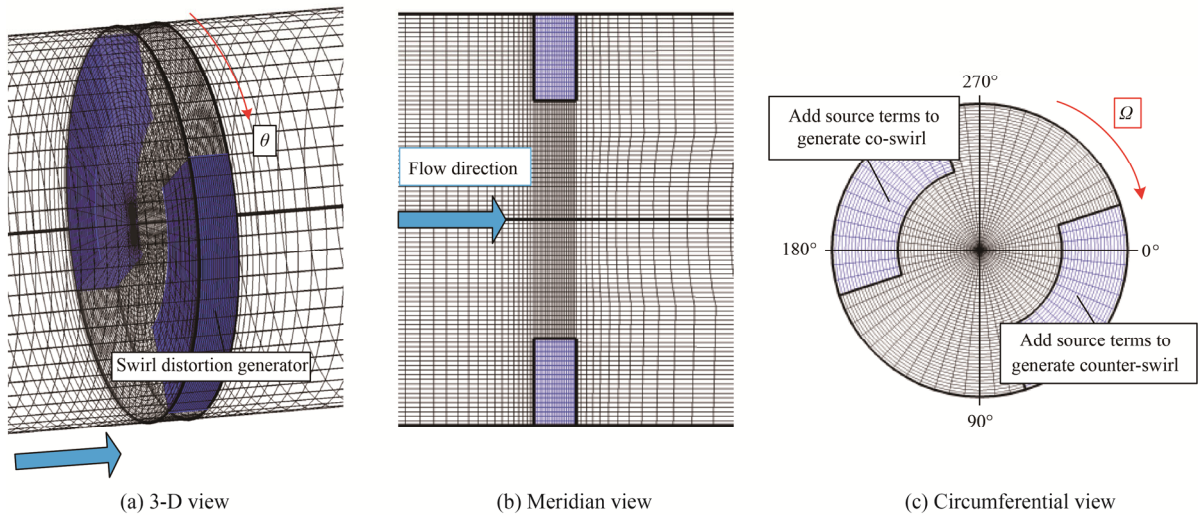 θ
Swirl distortion generator
(a) 3-D view
Flow direction
(b) Meridian view
270°
Ω
Add source terms to
generate co-swirl
180°
0°
Add source terms to
generate counter-swirl
90°
(c) Circumferential view